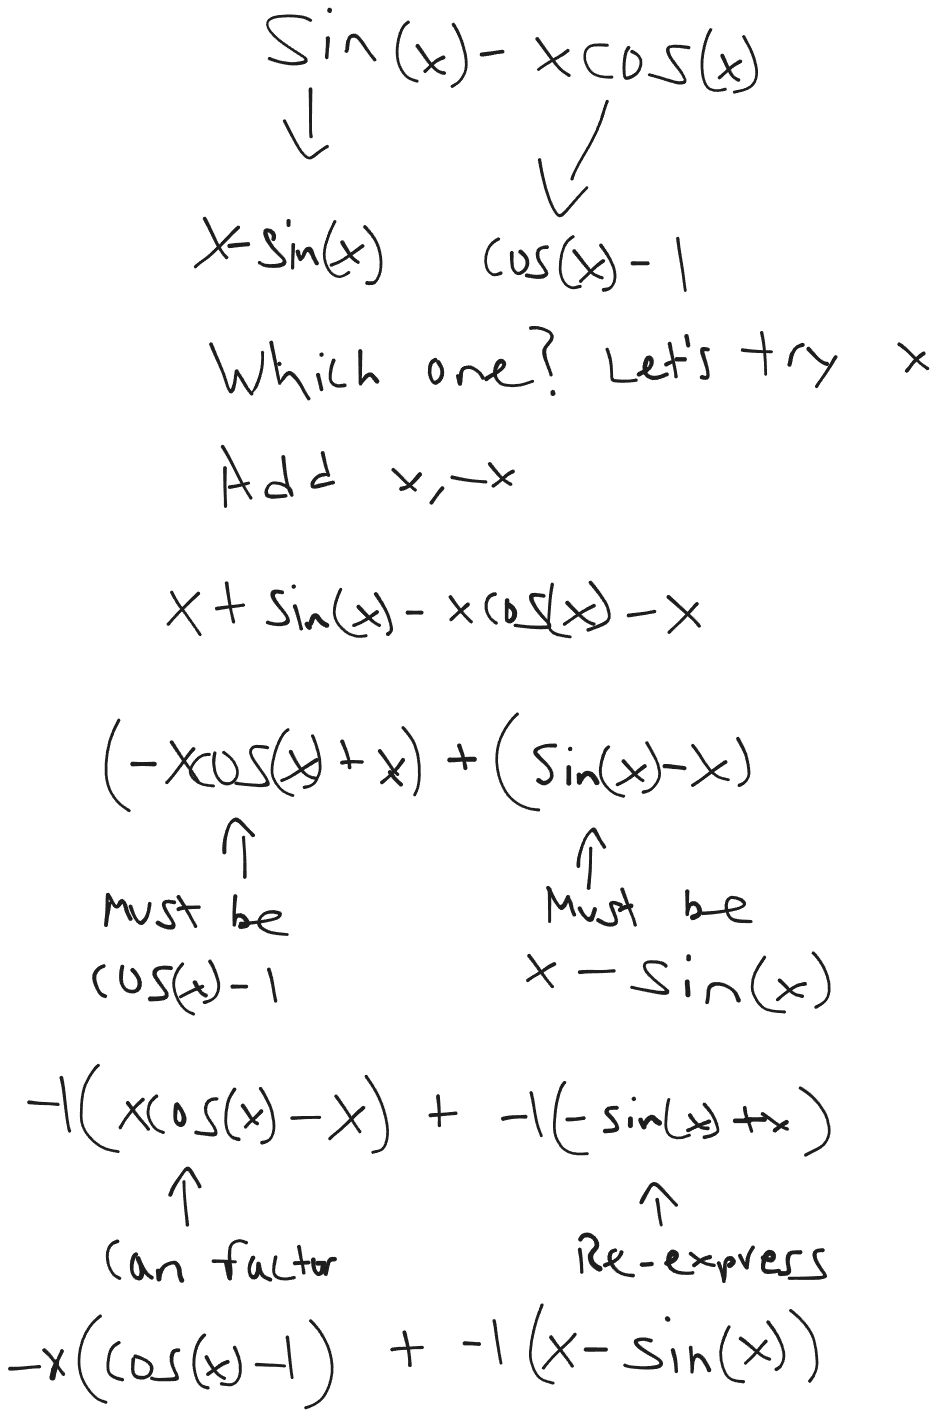 Sin(x) - xcos(x)
x-sin(x) cos(x) - 1
Which one? Let's try x
Add x, -x
x + sin(x) - xcos(x) - x
(-xcos(x) + x) + (sin(x) - x)
Must be Must be
cos(x) - 1 x - sin(x)
-1(xcos(x) - x) + -1(-sin(x) + x)
Can factor Re-express
-x(cos(x) - 1) + -1(x - sin(x))